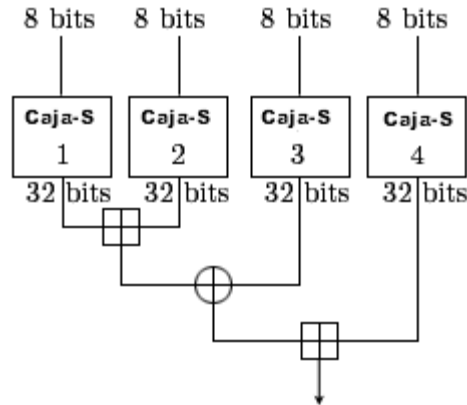 8 bits 8 bits 8 bits 8 bits
Caja-S Caja-S Caja-S Caja-S
1 2 3 4
32 bits 32 bits 32 bits 32 bits